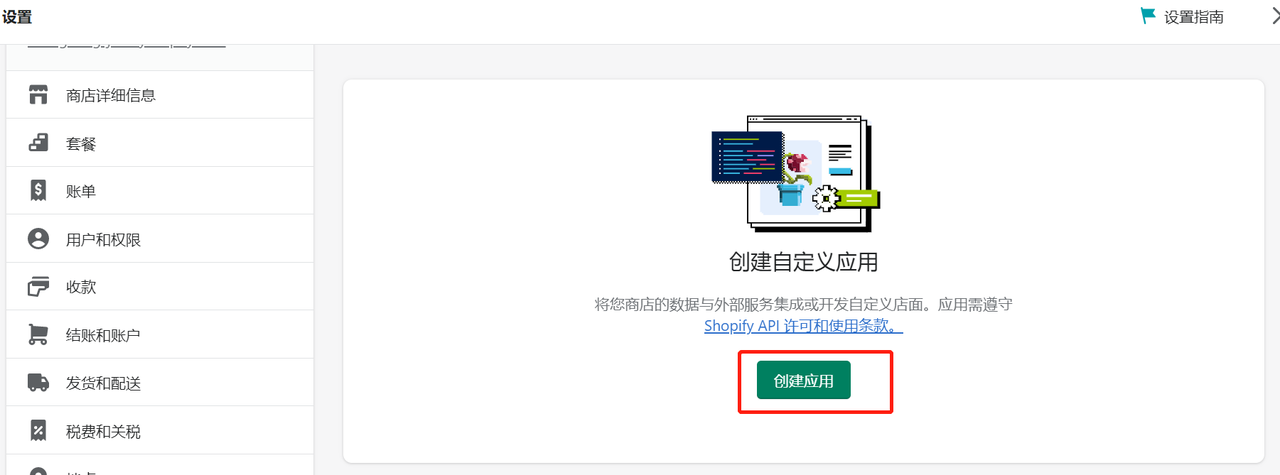 设置
设置指南
商店详细信息
套餐
账单
用户和权限
收款
结账和账户
发货和配送
税费和关税
创建自定义应用
将您商店的数据与外部服务集成或开发自定义店面。应用需遵守
Shopify API 许可和使用条款。
创建应用